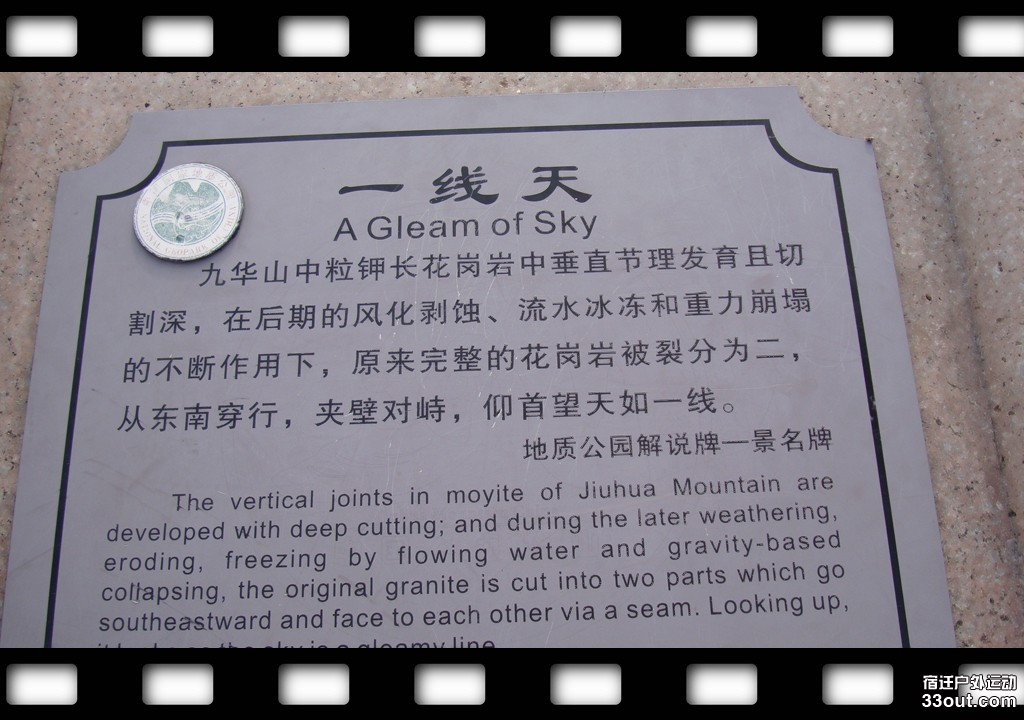 一线天
A Gleam of Sky
九华山中粒钾长花岗岩中垂直节理发育且切
割深，在后期的风化剥蚀、流水冰冻和重力崩塌
的不断作用下，原来完整的花岗岩被裂分为二，
从东南穿行，夹壁对峙，仰首望天如一线。
地质公园解说牌—景名牌
The vertical joints in moyite of Jiuhua Mountain are
developed with deep cutting; and during the later weathering,
eroding, freezing by flowing water and gravity-based
collapsing, the original granite is cut into two parts which go
southeastward and face to each other via a seam. Looking up,
the sky is a gleamy line
宿迁户外运动
33out.com